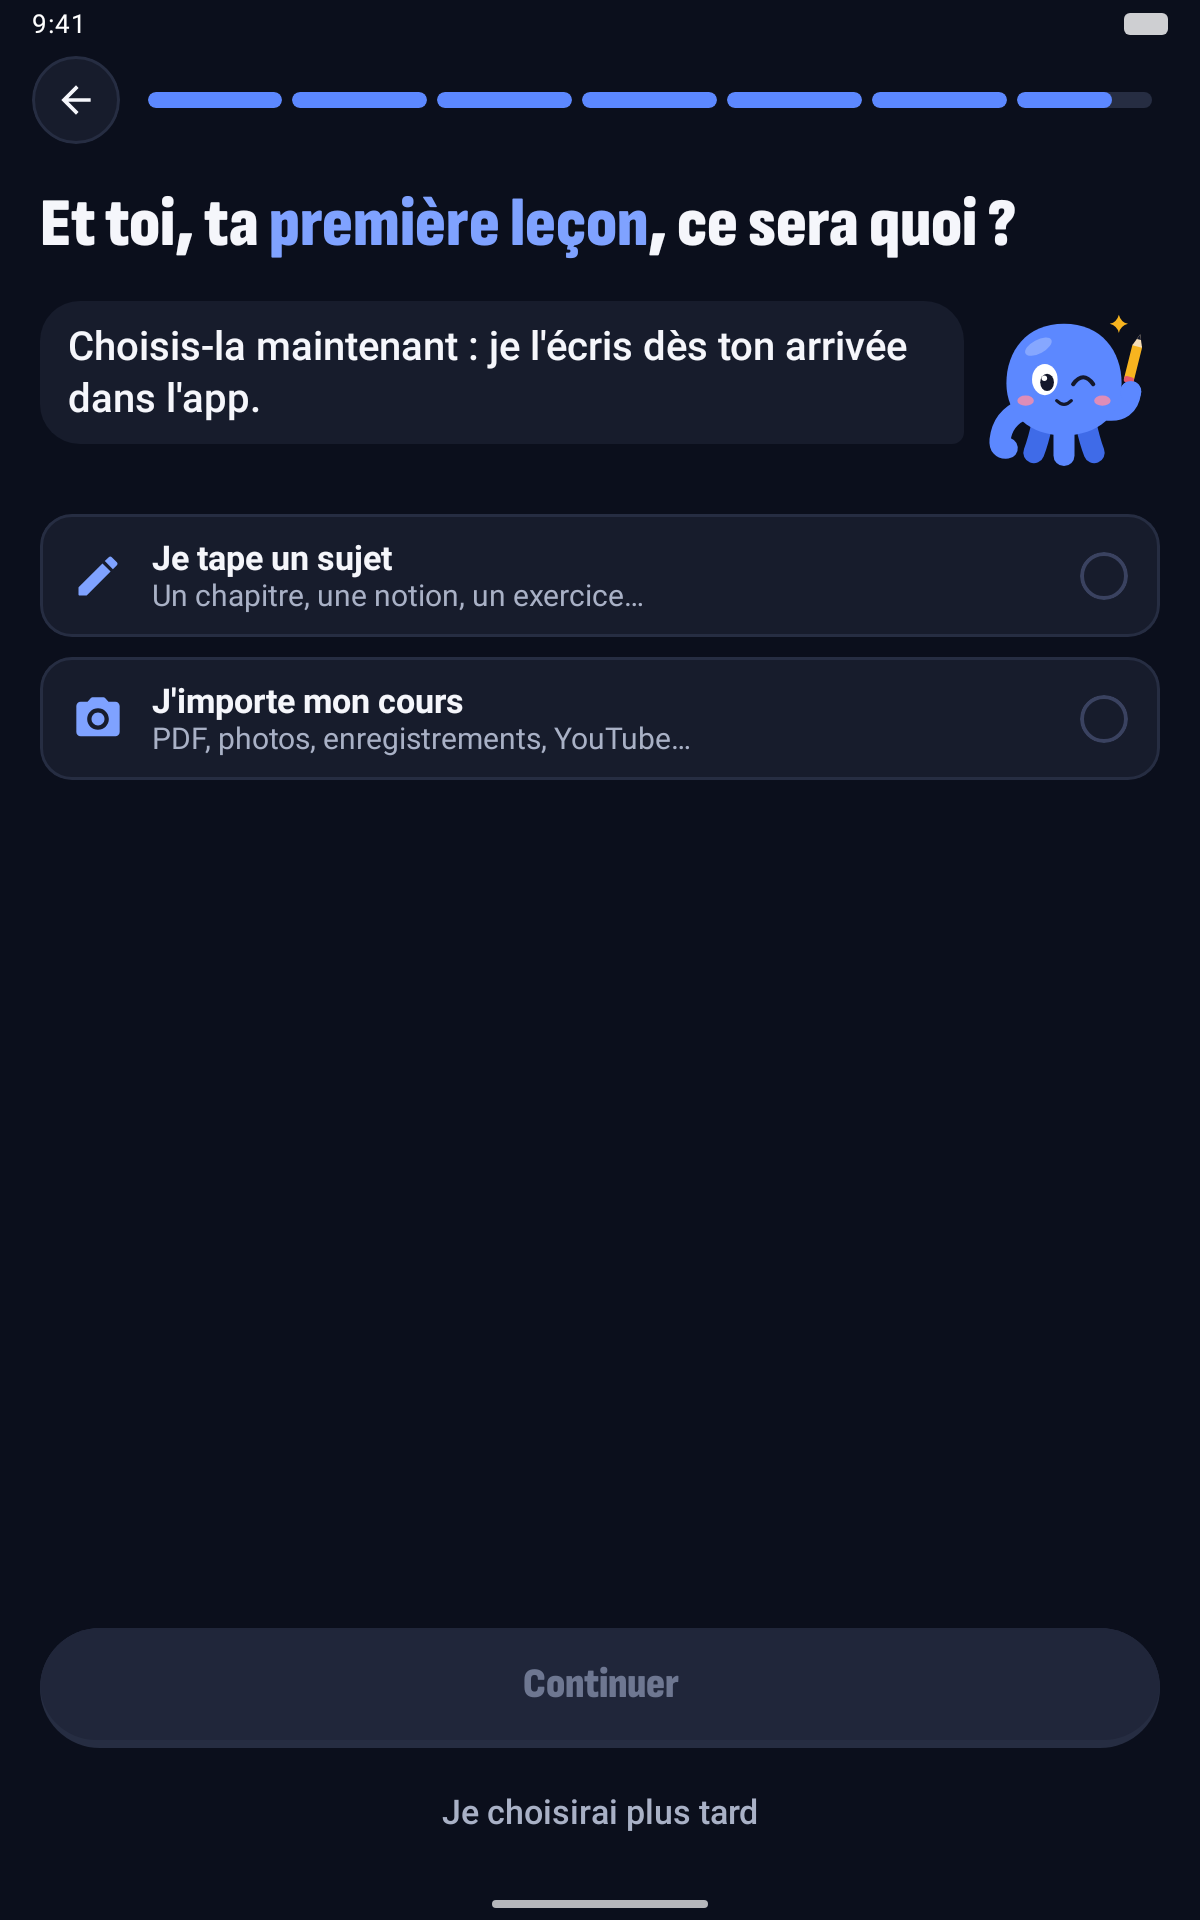 9:41
Et toi, ta première leçon, ce sera quoi ?
Choisis-la maintenant : je l'écris dès ton arrivée
dans l'app.
Je tape un sujet
Un chapitre, une notion, un exercice…
J'importe mon cours
PDF, photos, enregistrements, YouTube…
Continuer
Je choisirai plus tard